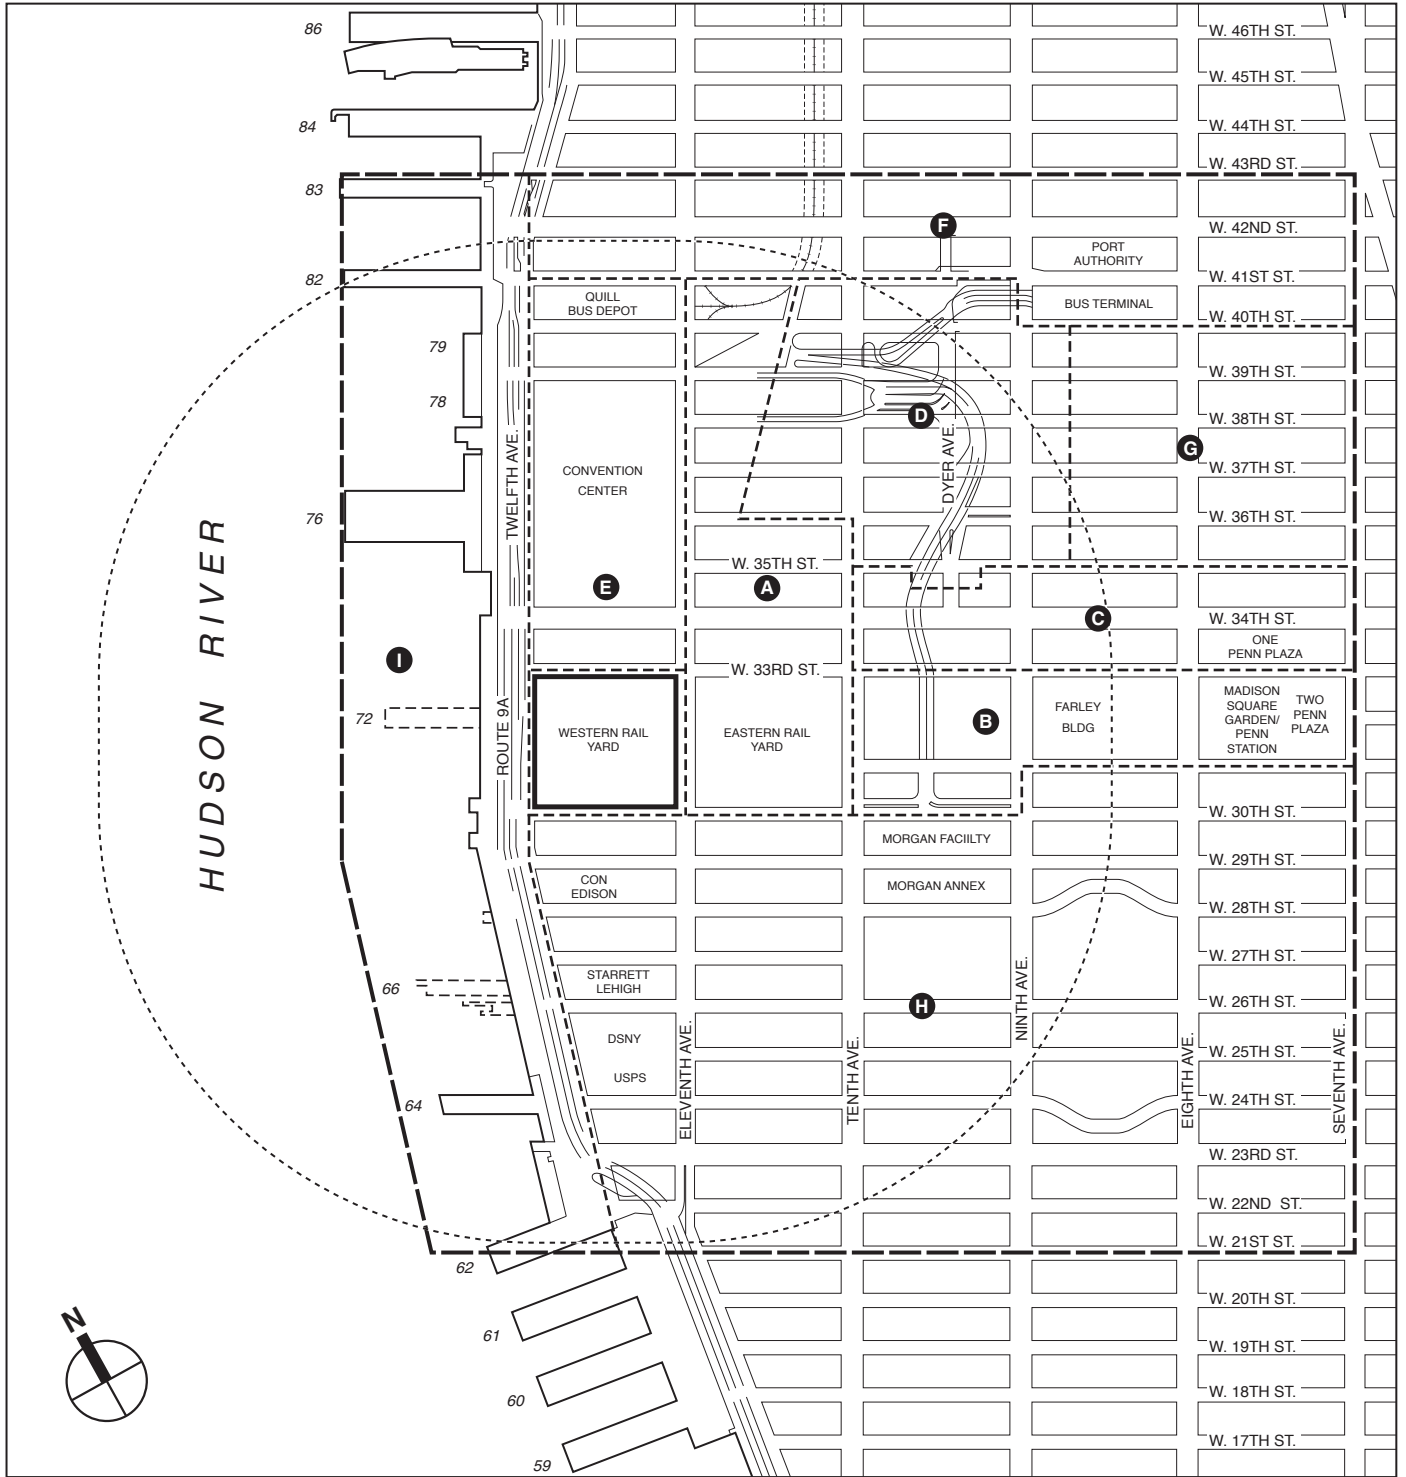 86
W. 46TH ST.
W. 45TH ST.
84
W. 44TH ST.
W. 43RD ST.
83
F
W. 42ND ST.
PORT
AUTHORITY
82
W. 41ST ST.
QUILL
BUS DEPOT
BUS TERMINAL
W. 40TH ST.
79
W. 39TH ST.
78
D
W. 38TH ST.
TWELFTH AVE.
DYER AVE.
G
CONVENTION
CENTER
W. 37TH ST.
76
W. 36TH ST.
W. 35TH ST.
E
A
C
W. 34TH ST.
HUDSON RIVER
I
ONE
PENN PLAZA
W. 33RD ST.
72
ROUTE 9A
WESTERN RAIL
YARD
EASTERN RAIL
YARD
B
FARLEY
BLDG
MADISON
SQUARE
GARDEN/
PENN
STATION
TWO
PENN
PLAZA
W. 30TH ST.
MORGAN FACIILTY
W. 29TH ST.
CON
EDISON
MORGAN ANNEX
W. 28TH ST.
W. 27TH ST.
66
STARRETT
LEHIGH
H
NINTH AVE.
W. 26TH ST.
DSNY
USPS
ELEVENTH AVE.
TENTH AVE.
EIGHTH AVE.
SEVENTH AVE.
W. 25TH ST.
64
W. 24TH ST.
W. 23RD ST.
W. 22ND ST.
W. 21ST ST.
62
W. 20TH ST.
N
61
W. 19TH ST.
60
W. 18TH ST.
W. 17TH ST.
59